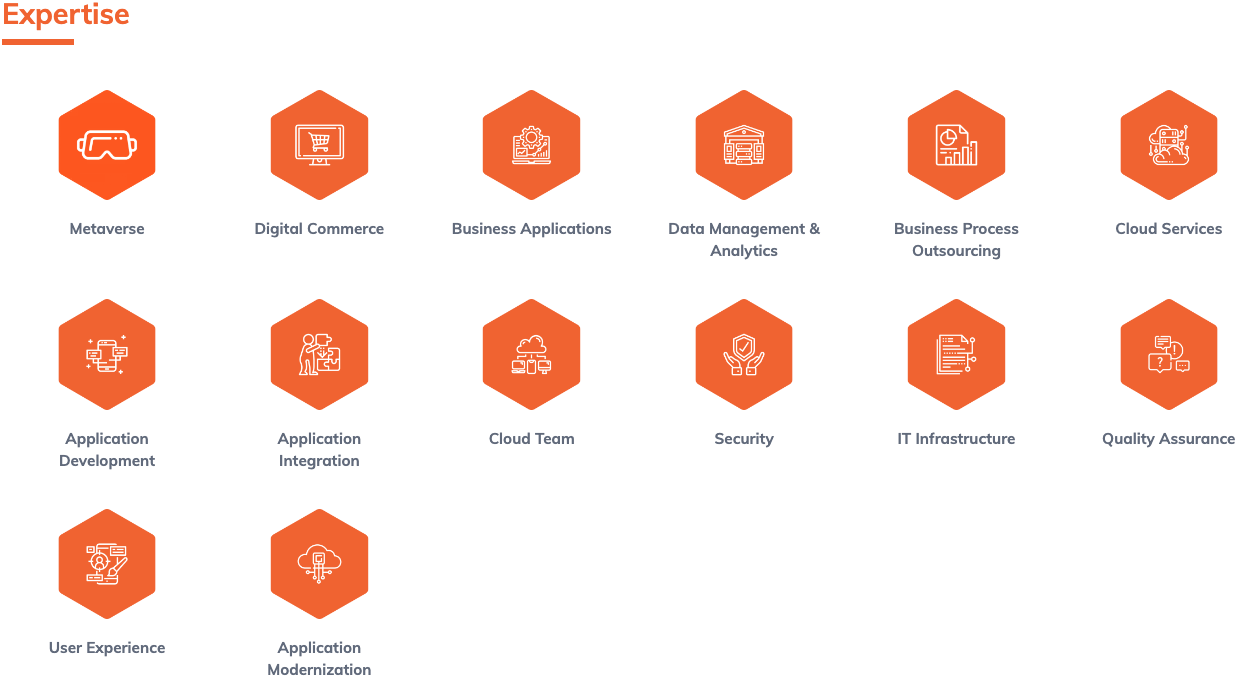 Expertise
Metaverse
Digital Commerce
Business Applications
Data Management &
Analytics
Business Process
Outsourcing
Cloud Services
Application
Development
Application
Integration
Cloud Team
Security
IT Infrastructure
Quality Assurance
User Experience
Application
Modernization